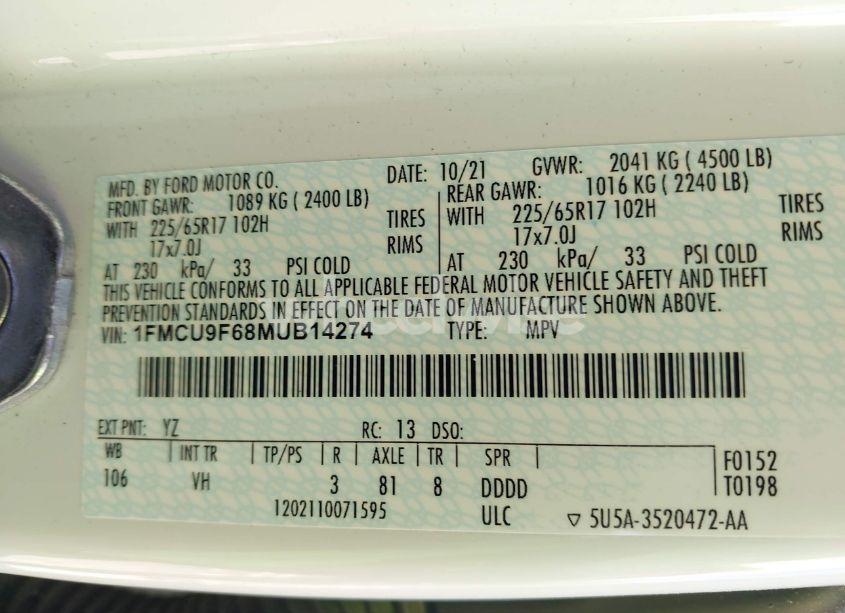 MFD. BY FORD MOTOR CO. DATE: 10/21 GVWR: 2041 KG ( 4500 LB)
FRONT GAWR: 1089 KG ( 2400 LB) REAR GAWR: 1016 KG ( 2240 LB)
WITH 225/65R17 102H TIRES WITH 225/65R17 102H TIRES
17x7.0J RIMS 17x7.0J RIMS
AT 230 kPa/ 33 PSI COLD AT 230 kPa/ 33 PSI COLD
THIS VEHICLE CONFORMS TO ALL APPLICABLE FEDERAL MOTOR VEHICLE SAFETY AND THEFT
PREVENTION STANDARDS IN EFFECT ON THE DATE OF MANUFACTURE SHOWN ABOVE.
VIN: 1FMCU9F68MUB14274 TYPE: MPV
EXT PNT: YZ RC: 13 DSO:
WB INT TR TP/PS R AXLE TR SPR F0152
106 VH 3 81 8 DDDD T0198
1202110071595 ULC ▽ 5U5A-3520472-AA